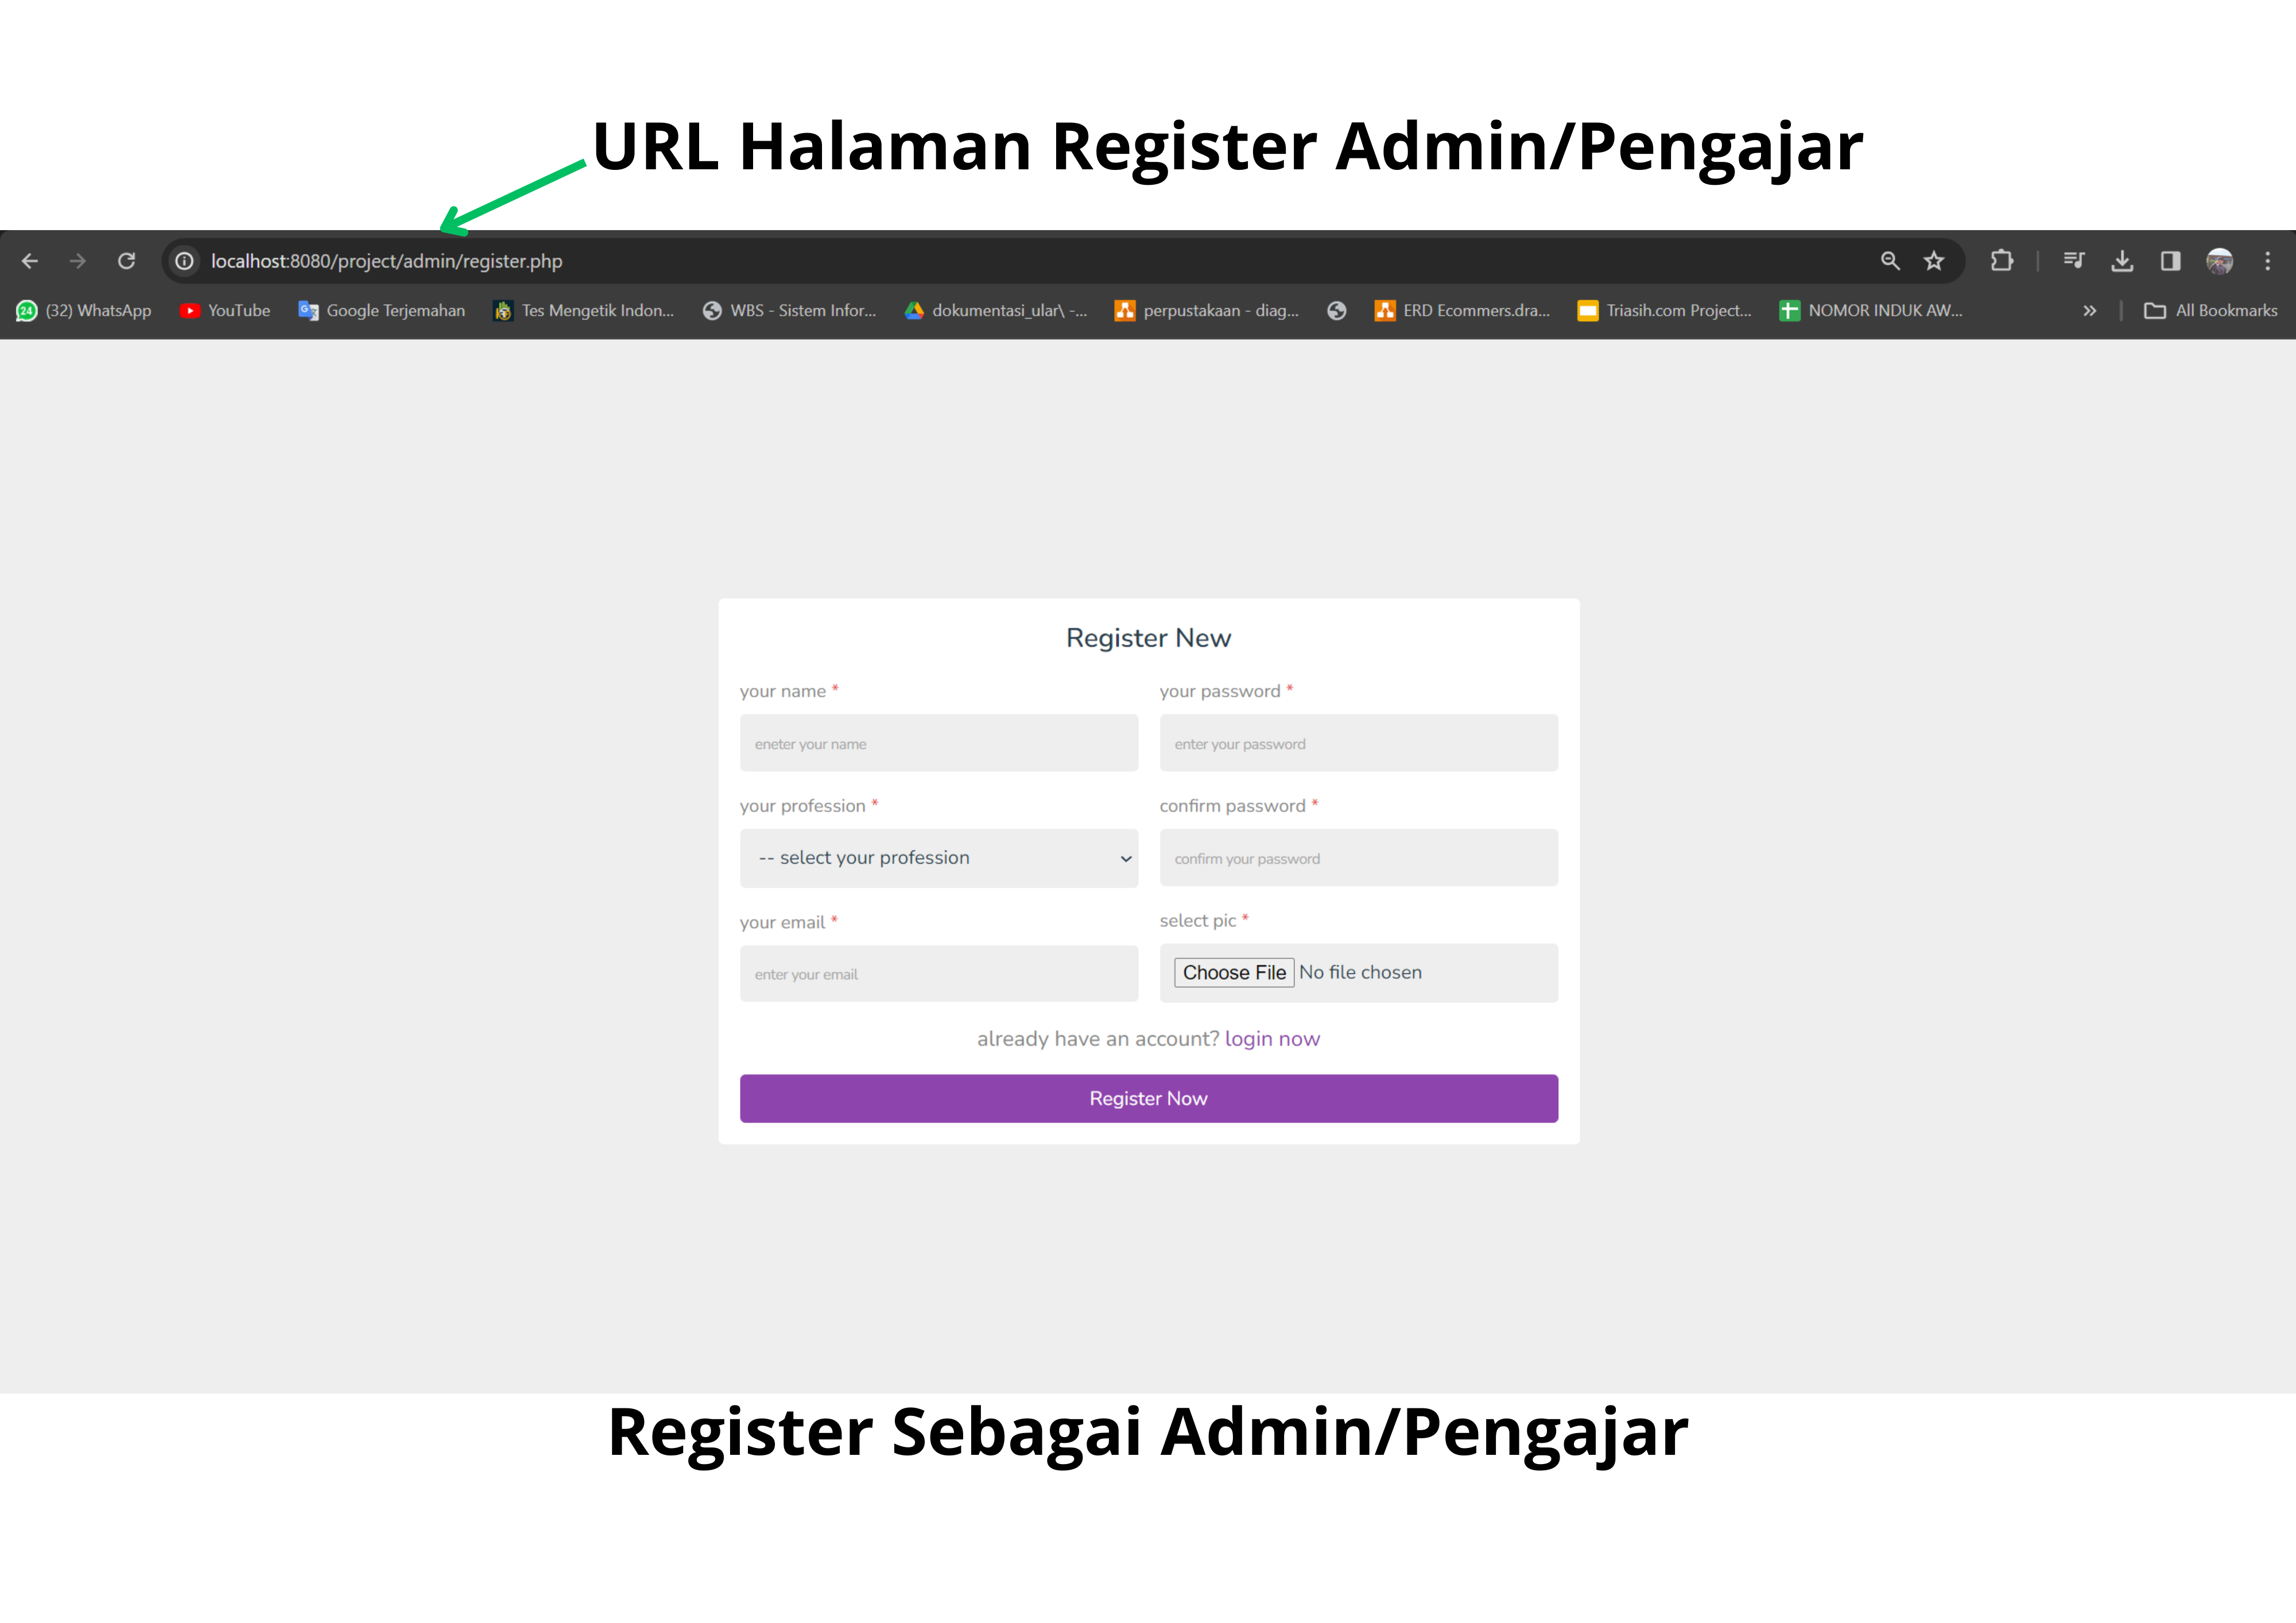 URL Halaman Register Admin/Pengajar
localhost:8080/project/admin/register.php
24 (32) WhatsApp YouTube Google Terjemahan Tes Mengetik Indon... WBS - Sistem Infor... dokumentasi_ular\ -... perpustakaan - diag... ERD Ecommers.dra... Triasih.com Project... NOMOR INDUK AW... » All Bookmarks
Register New
your name * your password *
eneter your name enter your password
your profession * confirm password *
-- select your profession confirm your password
your email * select pic *
enter your email Choose File No file chosen
already have an account? login now
Register Now
Register Sebagai Admin/Pengajar